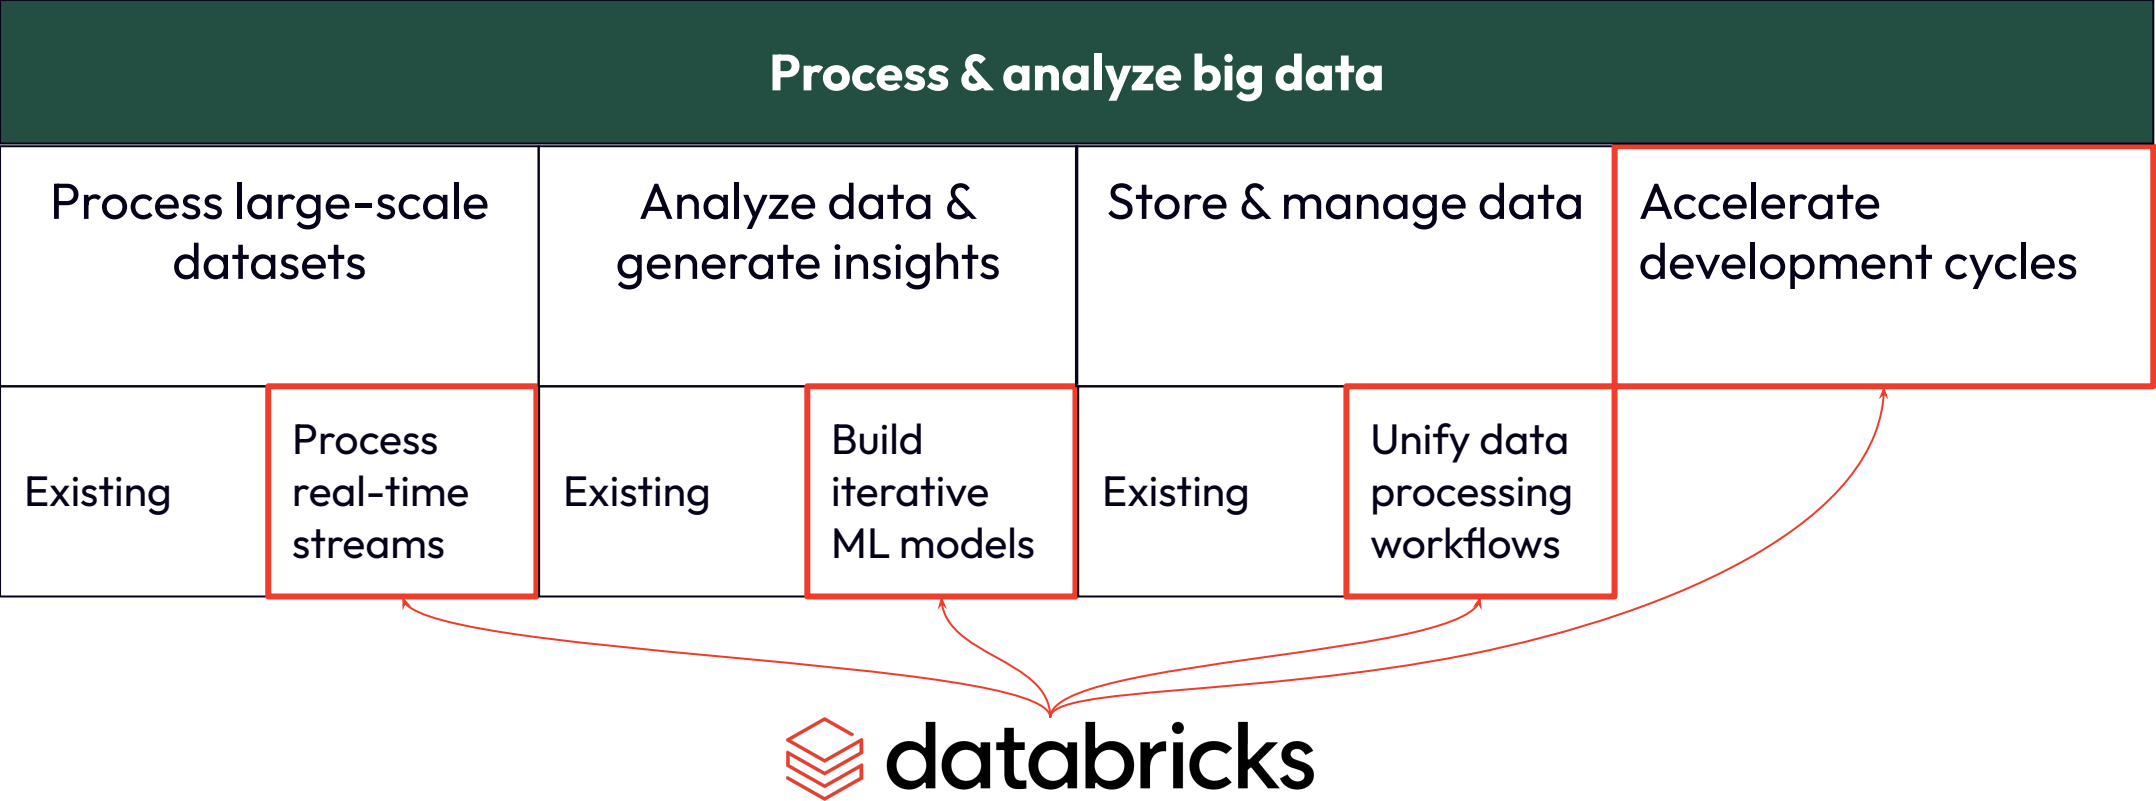 Process & analyze big data
Process large-scale
datasets
Analyze data &
generate insights
Store & manage data
Accelerate
development cycles
Existing
Process
real-time
streams
Existing
Build
iterative
ML models
Existing
Unify data
processing
workflows
databricks